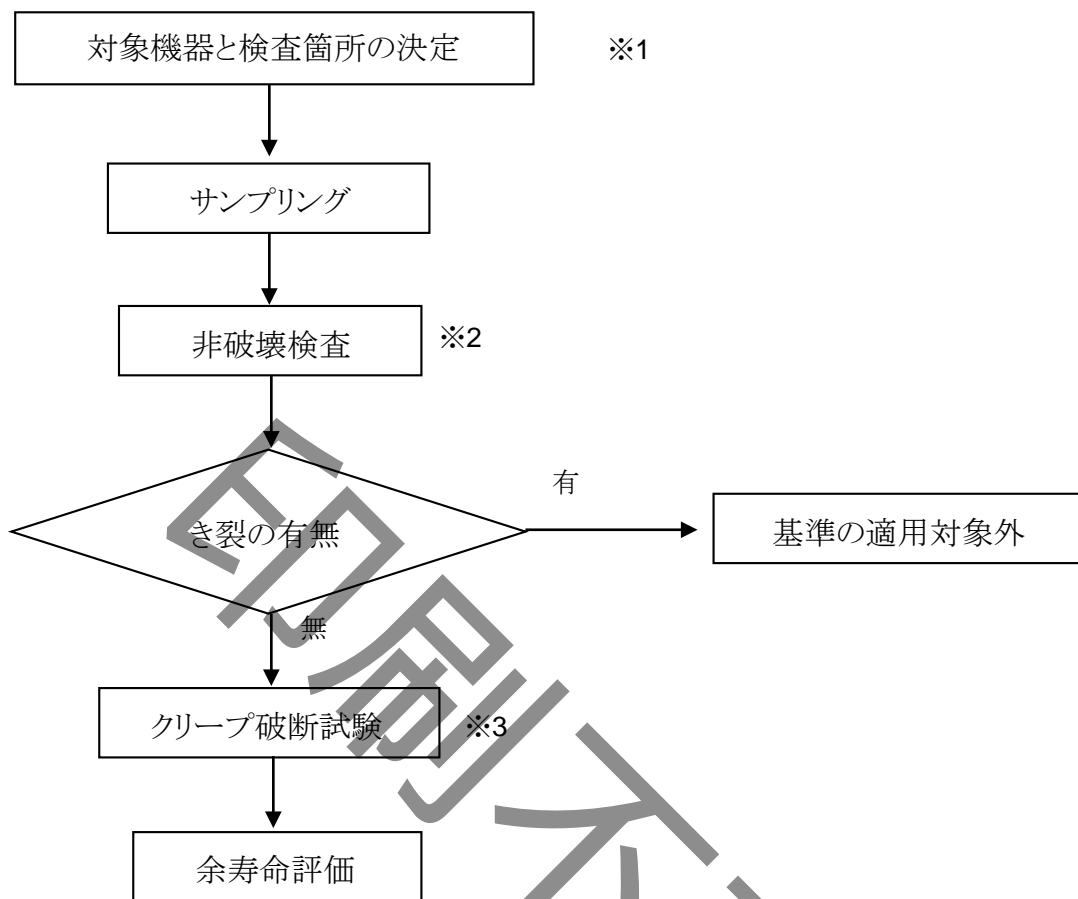 対象機器と検査箇所の決定 ※1
サンプリング
非破壊検査 ※2
有
き裂の有無 基準の適用対象外
無
クリープ破断試験 ※3
余寿命評価
印刷不